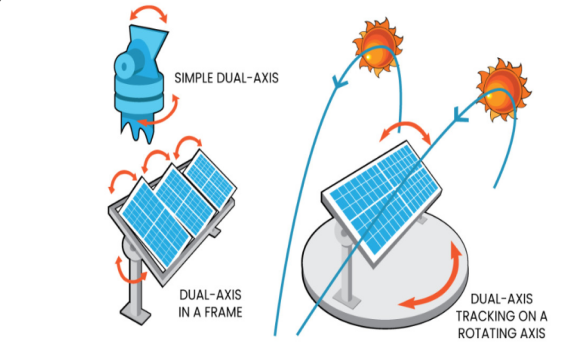 SIMPLE DUAL-AXIS
DUAL-AXIS
IN A FRAME
DUAL-AXIS
TRACKING ON A
ROTATING AXIS